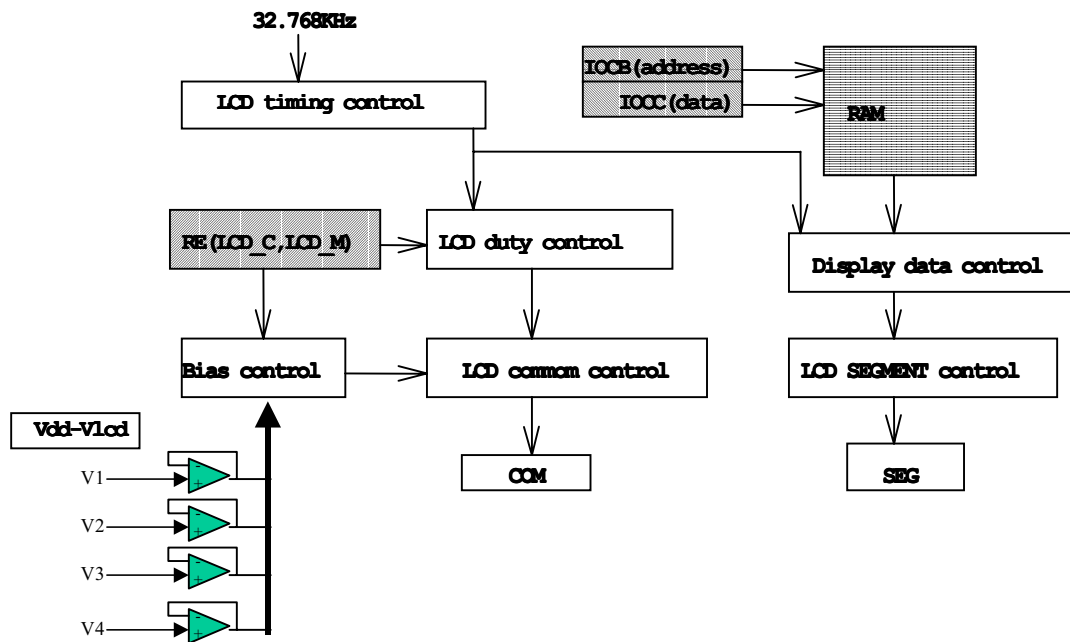 32.768KHz
LCD timing control
IOCB(address)
IOCC(data)
RAM
RE(LCD_C,LCD_M)
LCD duty control
Display data control
Bias control
LCD commom control
LCD SEGMENT control
Vdd-Vlcd
COM
SEG
V1
-
+
V2
-
+
V3
-
+
V4
-
+